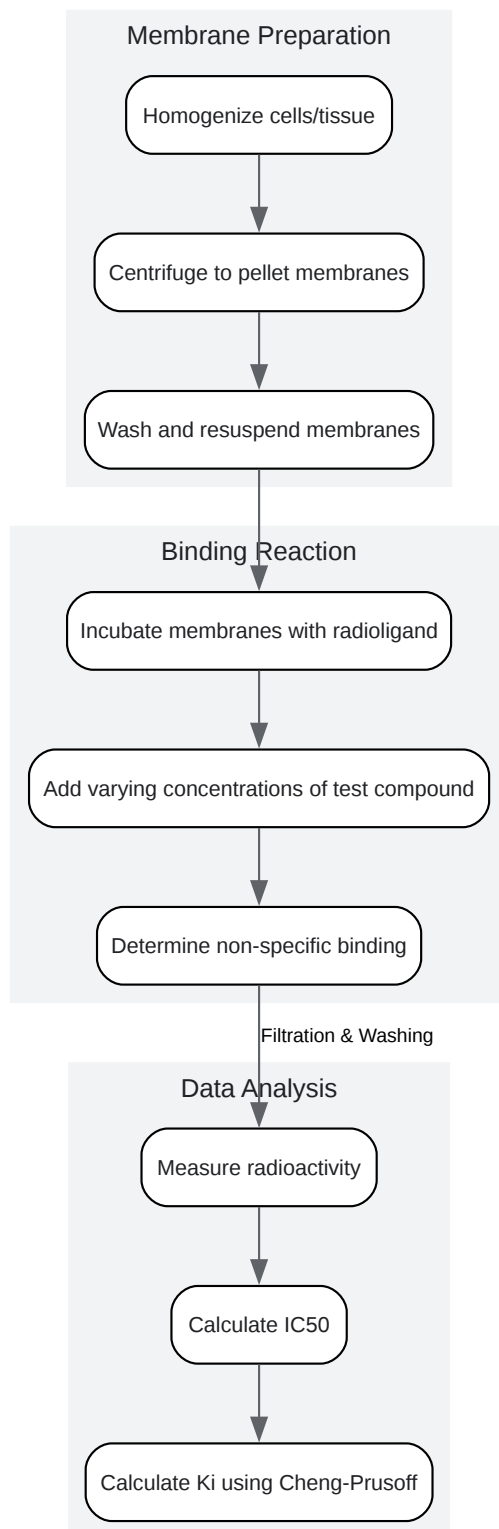 Membrane Preparation
Homogenize cells/tissue
Centrifuge to pellet membranes
Wash and resuspend membranes
Binding Reaction
Incubate membranes with radioligand
Add varying concentrations of test compound
Determine non-specific binding
Filtration & Washing
Data Analysis
Measure radioactivity
Calculate IC50
Calculate Ki using Cheng-Prusoff